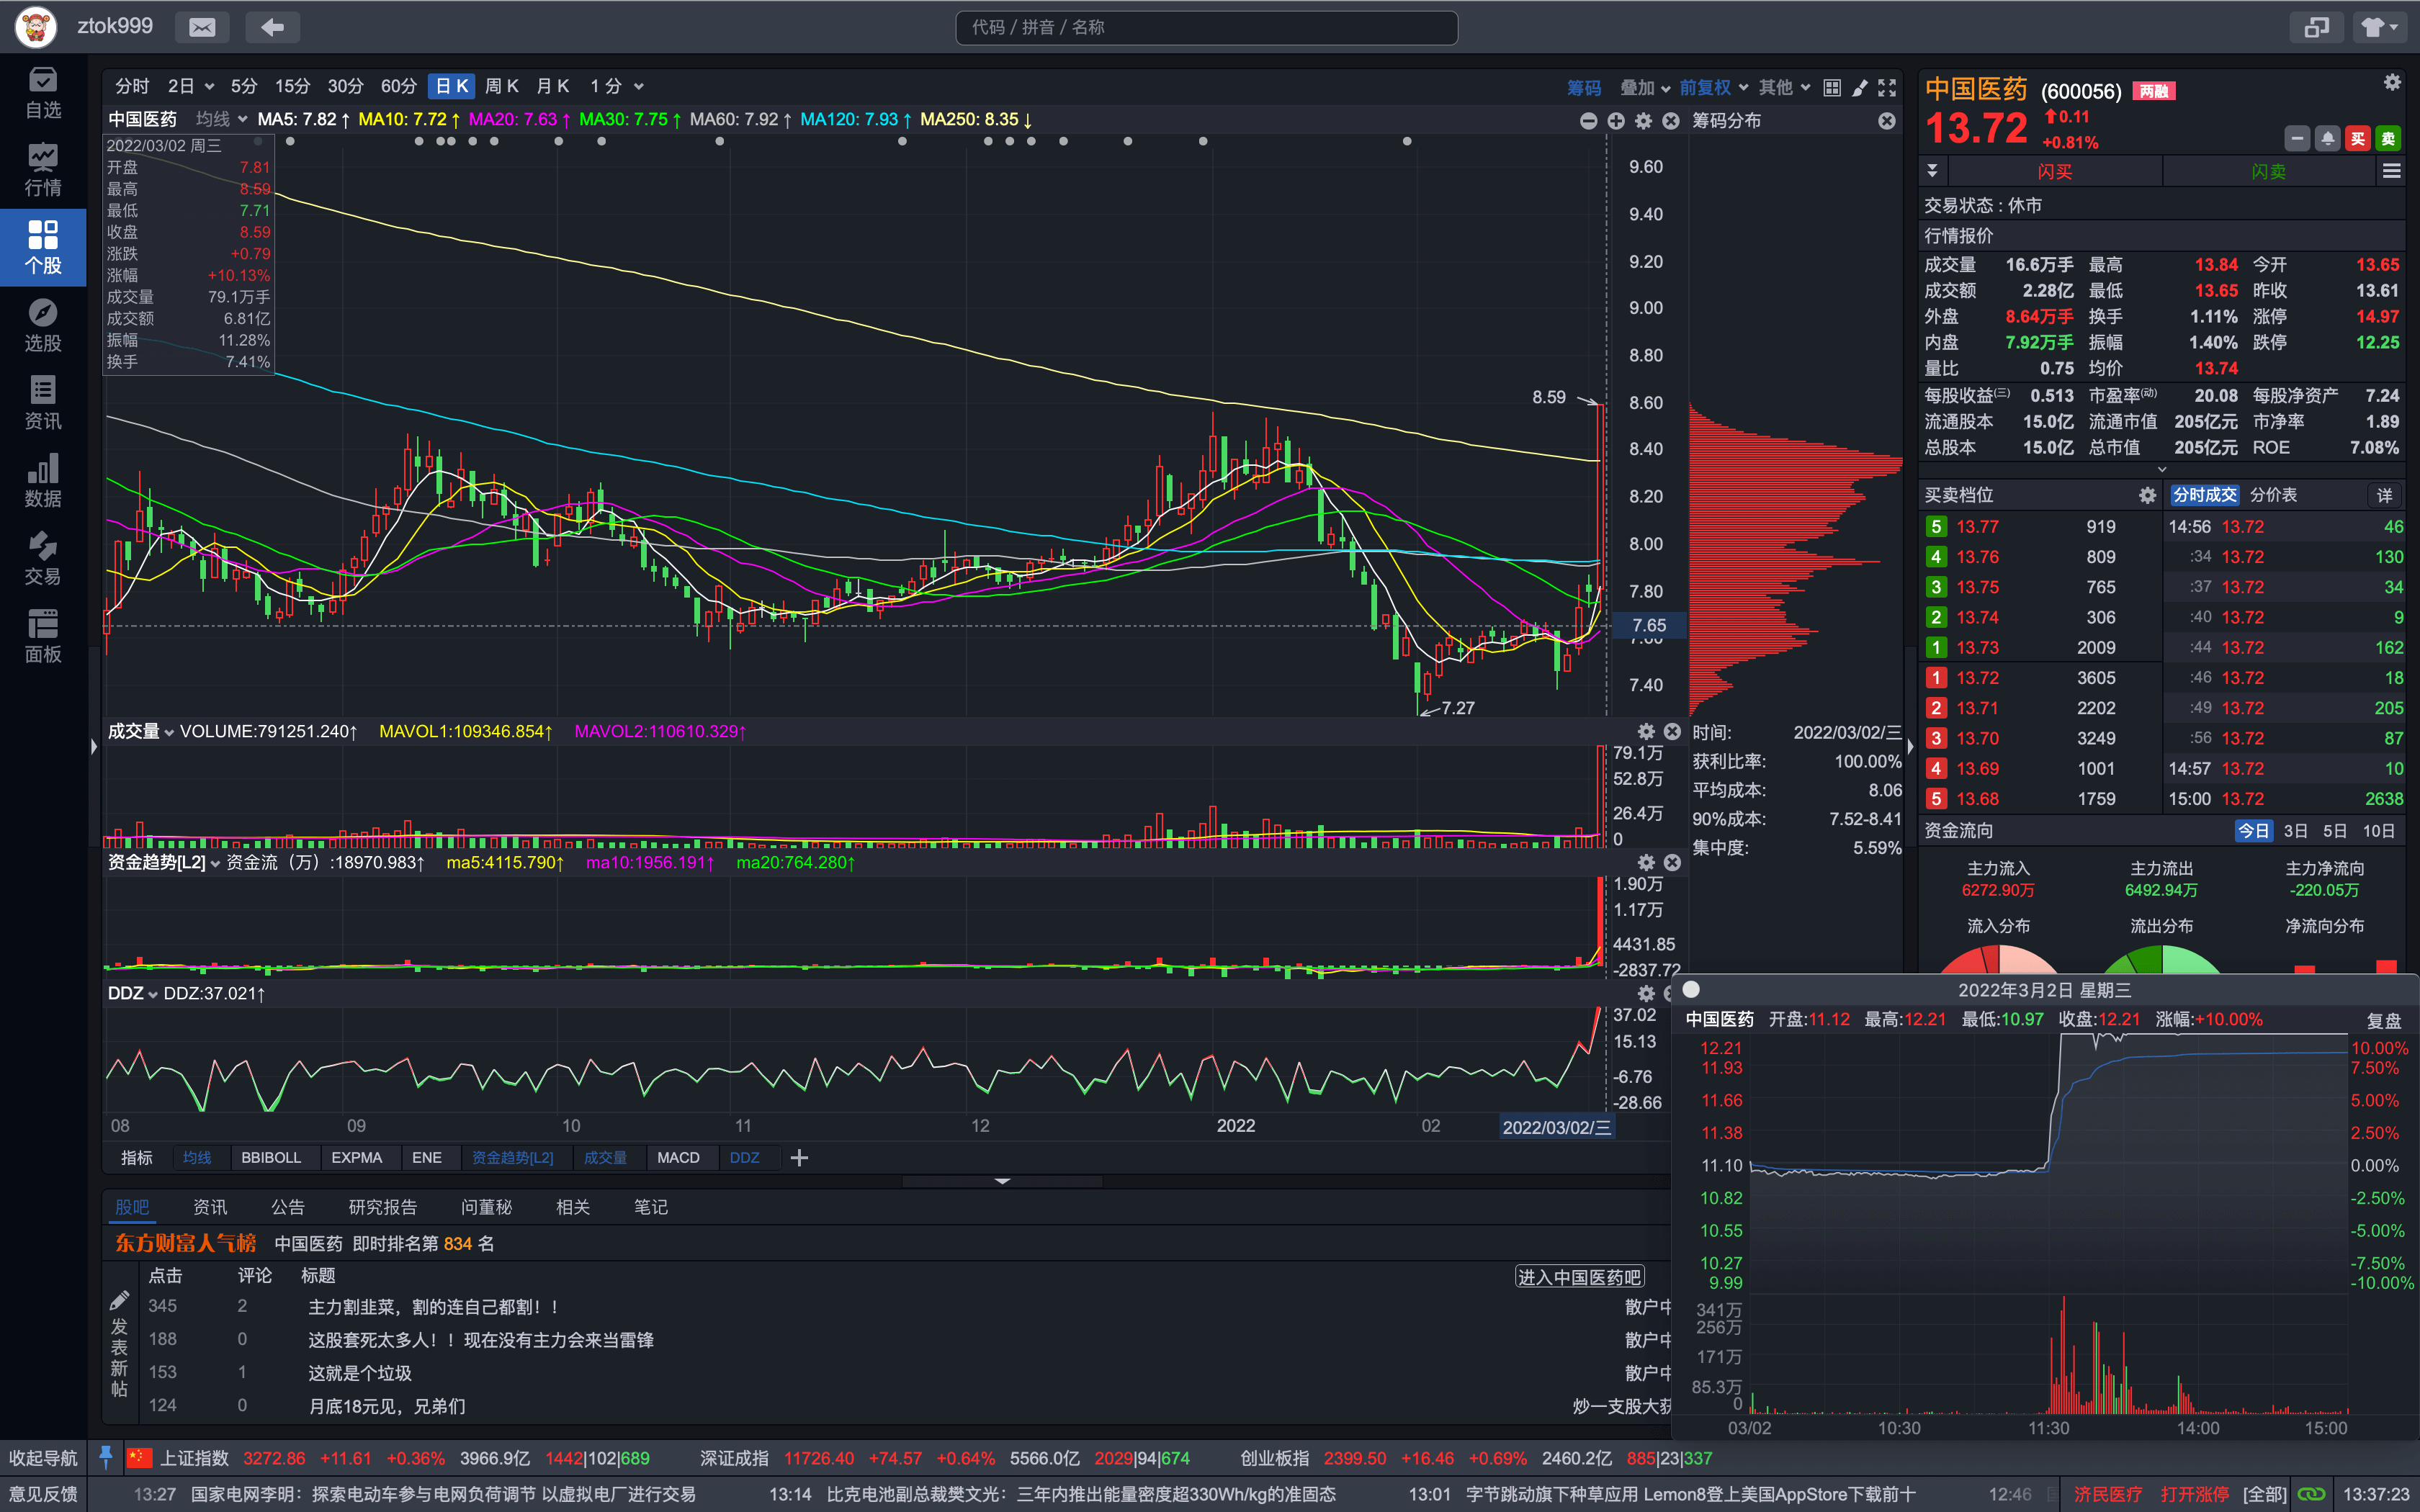 ztok999
代码 / 拼音 / 名称
自选
行情
个股
选股
资讯
数据
交易
面板
分时 2日 5分 15分 30分 60分 日K 周K 月K 1分 筹码 叠加 前复权 其他
中国医药 均线 MA5: 7.82↑ MA10: 7.72↑ MA20: 7.63↑ MA30: 7.75↑ MA60: 7.92↑ MA120: 7.93↑ MA250: 8.35↓
2022/03/02 周三
开盘 7.81
最高 8.59
最低 7.71
收盘 8.59
涨跌 +0.79
涨幅 +10.13%
成交量 79.1万手
成交额 6.81亿
振幅 11.28%
换手 7.41%
9.60
9.40
9.20
9.00
8.80
8.60
8.40
8.20
8.00
7.80
7.65
7.60
7.40
8.59
7.27
筹码分布
时间: 2022/03/02/三
获利比率: 100.00%
平均成本: 8.06
90%成本: 7.52-8.41
集中度: 5.59%
成交量 VOLUME:791251.240↑ MAVOL1:109346.854↑ MAVOL2:110610.329↑
79.1万
52.8万
26.4万
0
资金趋势[L2] 资金流（万）:18970.983↑ ma5:4115.790↑ ma10:1956.191↑ ma20:764.280↑
1.90万
1.17万
4431.85
-2837.72
DDZ DDZ:37.021↑
37.02
15.13
-6.76
-28.66
08 09 10 11 12 2022 02 2022/03/02/三
指标 均线 BBIBOLL EXPMA ENE 资金趋势[L2] 成交量 MACD DDZ
股吧 资讯 公告 研究报告 问董秘 相关 笔记
东方财富人气榜 中国医药 即时排名第 834 名
点击 评论 标题 进入中国医药吧
发表新帖
345 2 主力割韭菜，割的连自己都割！！ 散户中
188 0 这股套死太多人！！现在没有主力会来当雷锋 散户中
153 1 这就是个垃圾 散户中
124 0 月底18元见，兄弟们 炒一支股大获
中国医药 (600056) 两融
13.72 0.11
+0.81%
买 卖
闪买 闪卖
交易状态 : 休市
行情报价
成交量 16.6万手 最高 13.84 今开 13.65
成交额 2.28亿 最低 13.65 昨收 13.61
外盘 8.64万手 换手 1.11% 涨停 14.97
内盘 7.92万手 振幅 1.40% 跌停 12.25
量比 0.75 均价 13.74
每股收益(三) 0.513 市盈率(动) 20.08 每股净资产 7.24
流通股本 15.0亿 流通市值 205亿元 市净率 1.89
总股本 15.0亿 总市值 205亿元 ROE 7.08%
买卖档位 分时成交 分价表 详
5 13.77 919 14:56 13.72 46
4 13.76 809 :34 13.72 130
3 13.75 765 :37 13.72 34
2 13.74 306 :40 13.72 9
1 13.73 2009 :44 13.72 162
1 13.72 3605 :46 13.72 18
2 13.71 2202 :49 13.72 205
3 13.70 3249 :56 13.72 87
4 13.69 1001 14:57 13.72 10
5 13.68 1759 15:00 13.72 2638
资金流向 今日 3日 5日 10日
主力流入 主力流出 主力净流向
6272.90万 6492.94万 -220.05万
流入分布 流出分布 净流向分布
2022年3月2日 星期三
中国医药 开盘:11.12 最高:12.21 最低:10.97 收盘:12.21 涨幅:+10.00% 复盘
12.21 10.00%
11.93 7.50%
11.66 5.00%
11.38 2.50%
11.10 0.00%
10.82 -2.50%
10.55 -5.00%
10.27 -7.50%
9.99 -10.00%
341万
256万
171万
85.3万
0
03/02 10:30 11:30 14:00 15:00
收起导航 上证指数 3272.86 +11.61 +0.36% 3966.9亿 1442|102|689 深证成指 11726.40 +74.57 +0.64% 5566.0亿 2029|94|674 创业板指 2399.50 +16.46 +0.69% 2460.2亿 885|23|337
意见反馈 13:27 国家电网李明：探索电动车参与电网负荷调节 以虚拟电厂进行交易 13:14 比克电池副总裁樊文光：三年内推出能量密度超330Wh/kg的准固态 13:01 字节跳动旗下种草应用 Lemon8登上美国AppStore下载前十 12:46 济民医疗 打开涨停 [全部] 13:37:23